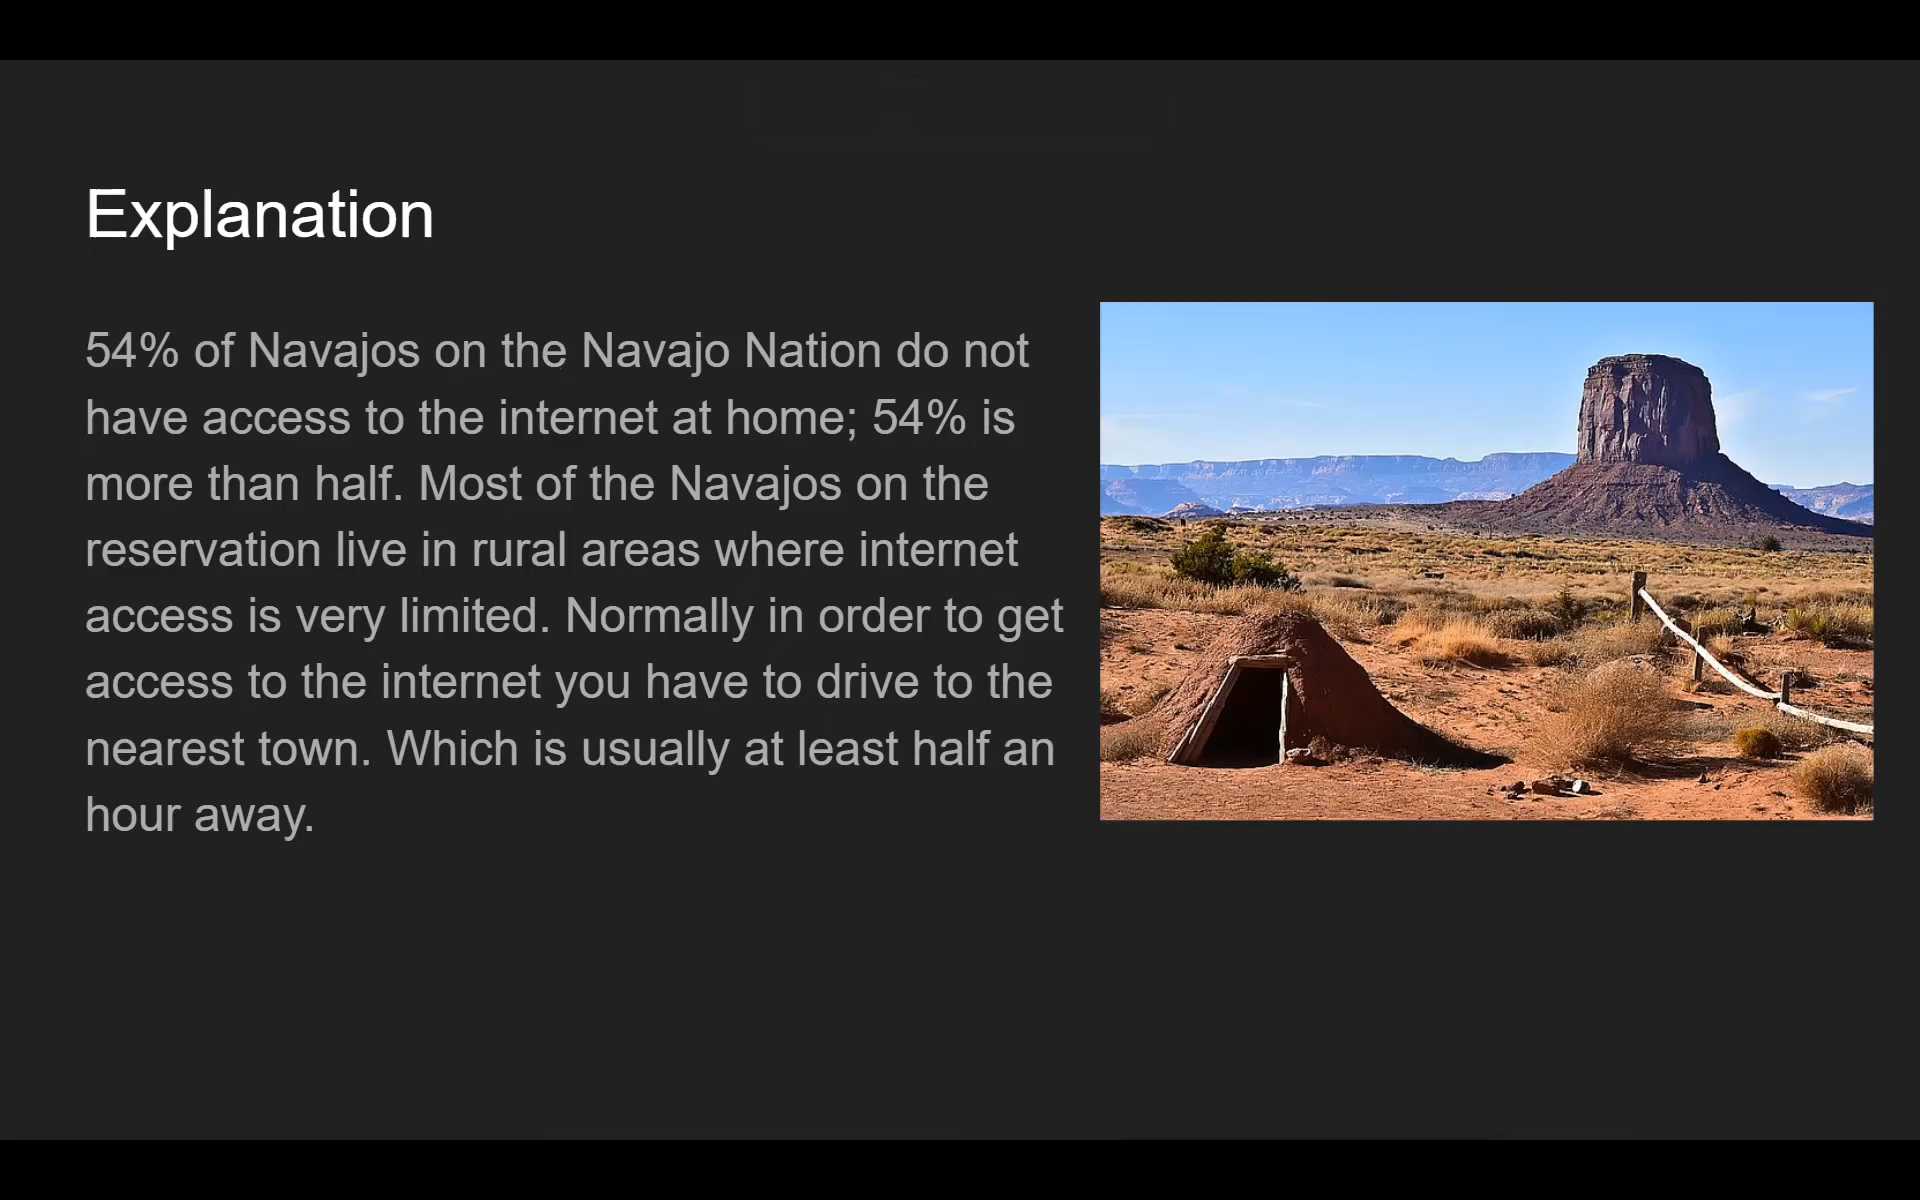 Explanation
54% of Navajos on the Navajo Nation do not
have access to the internet at home; 54% is
more than half. Most of the Navajos on the
reservation live in rural areas where internet
access is very limited. Normally in order to get
access to the internet you have to drive to the
nearest town. Which is usually at least half an
hour away.